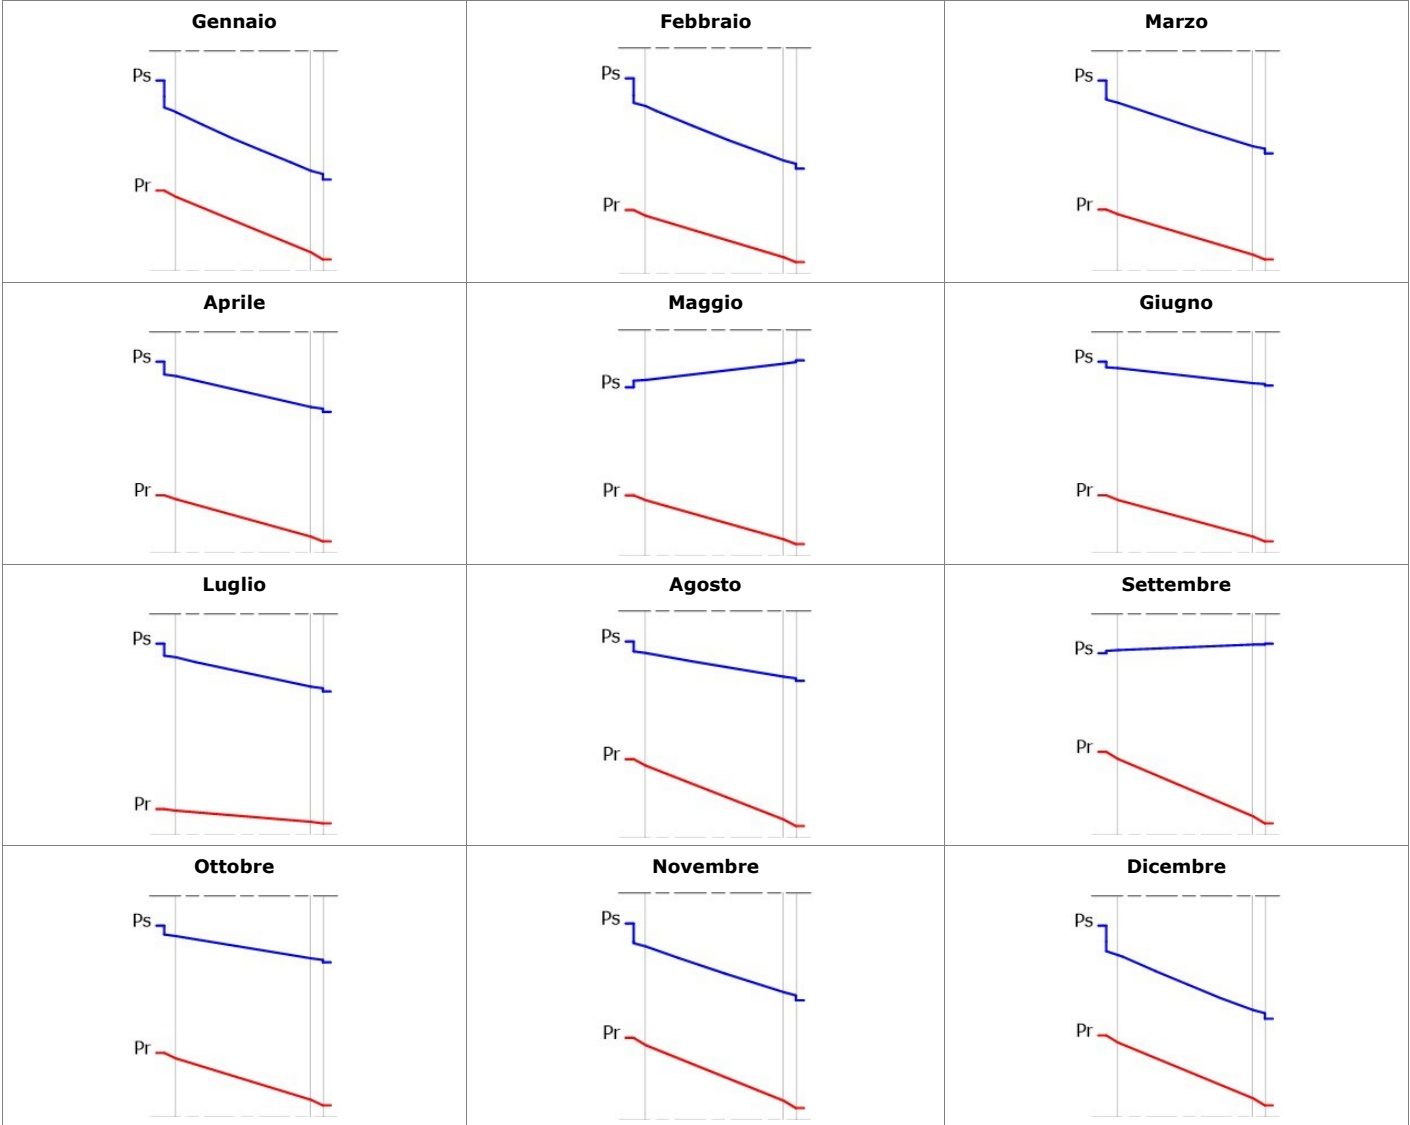 Gennaio Febbraio Marzo
Ps Ps Ps
Pr Pr Pr
Aprile Maggio Giugno
Ps Ps Ps
Pr Pr Pr
Luglio Agosto Settembre
Ps Ps Ps
Pr Pr Pr
Ottobre Novembre Dicembre
Ps Ps Ps
Pr Pr Pr